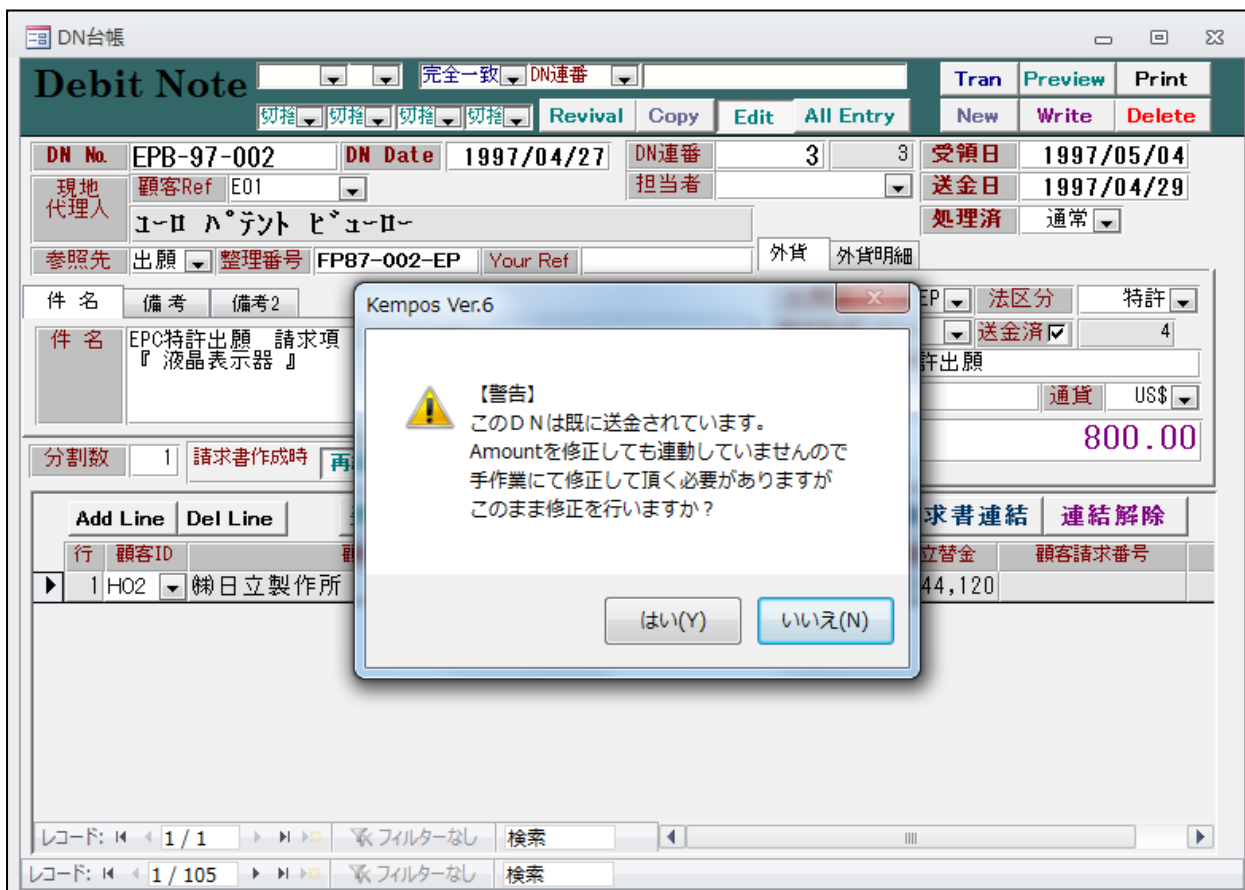 DN台帳
Debit Note 完全一致 DN連番 Tran Preview Print
切捨 切捨 切捨 切捨 Revival Copy Edit All Entry New Write Delete
DN No. EPB-97-002 DN Date 1997/04/27 DN連番 3 3 受領日 1997/05/04
現地代理人 顧客Ref E01 担当者 送金日 1997/04/29
ユーロ パテント ビューロー 処理済 通常
参照先 出願 整理番号 FP87-002-EP Your Ref 外貨 外貨明細
件 名 備考 備考2 EP 法区分 特許
件 名 EPC特許出願 請求項 送金済 4
『 液晶表示器 』 許出願
通貨 US$
800.00
分割数 1 請求書作成時 再
Kempos Ver.6
【警告】
このDNは既に送金されています。
Amountを修正しても連動していませんので
手作業にて修正して頂く必要がありますが
このまま修正を行いますか？
はい(Y) いいえ(N)
Add Line Del Line 求書連結 連結解除
行 顧客ID 立替金 顧客請求番号
1 H02 ㈱日立製作所 44,120
レコード: 1 / 1 フィルターなし 検索
レコード: 1 / 105 フィルターなし 検索